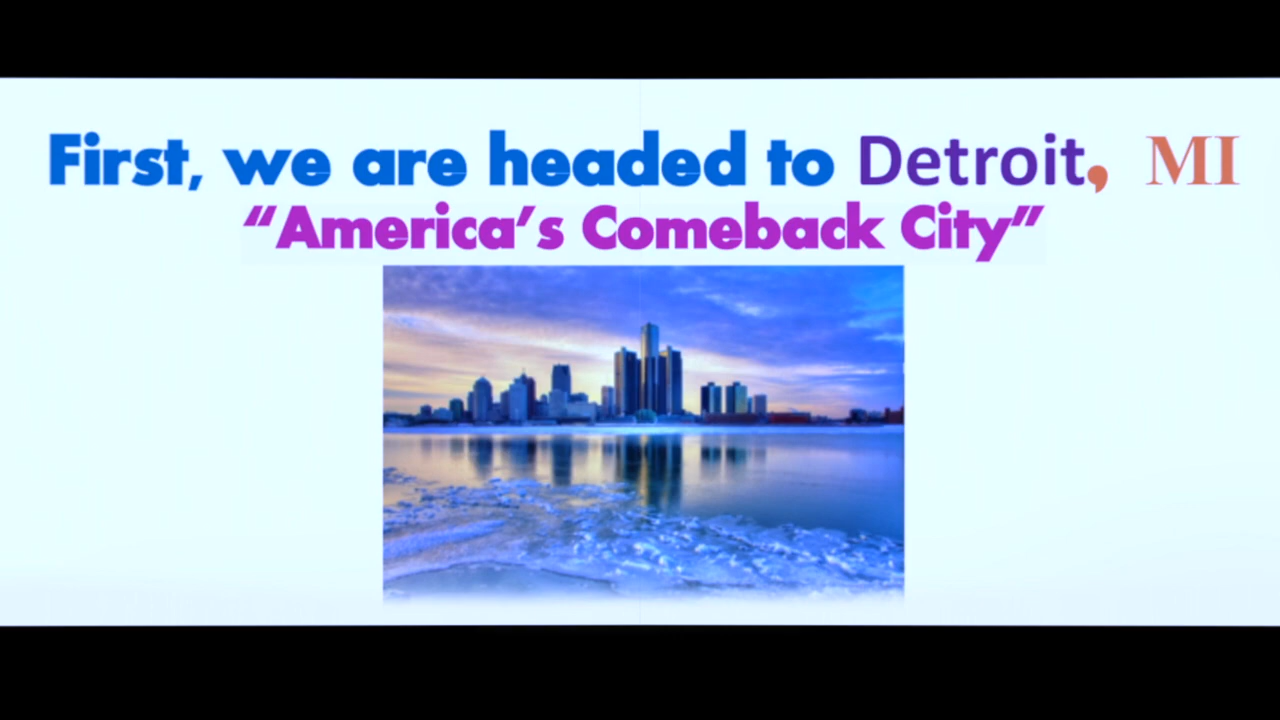 First, we are headed to Detroit, MI
“America’s Comeback City”